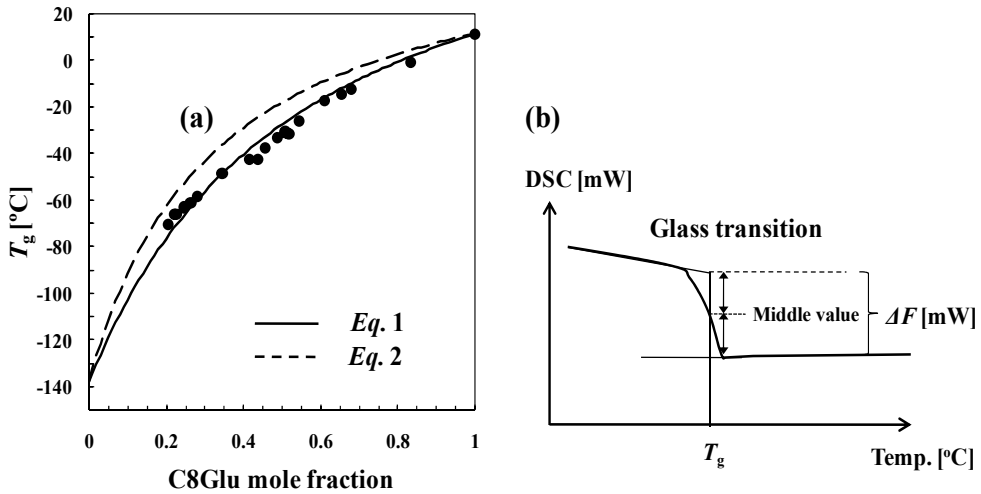 20
0
-20
-40
-60
-80
-100
-120
-140
Tg [°C]
(a)
Eq. 1
Eq. 2
0
0.2
0.4
0.6
0.8
1
C8Glu mole fraction
(b)
DSC [mW]
Glass transition
Middle value
ΔF [mW]
Tg
Temp. [°C]